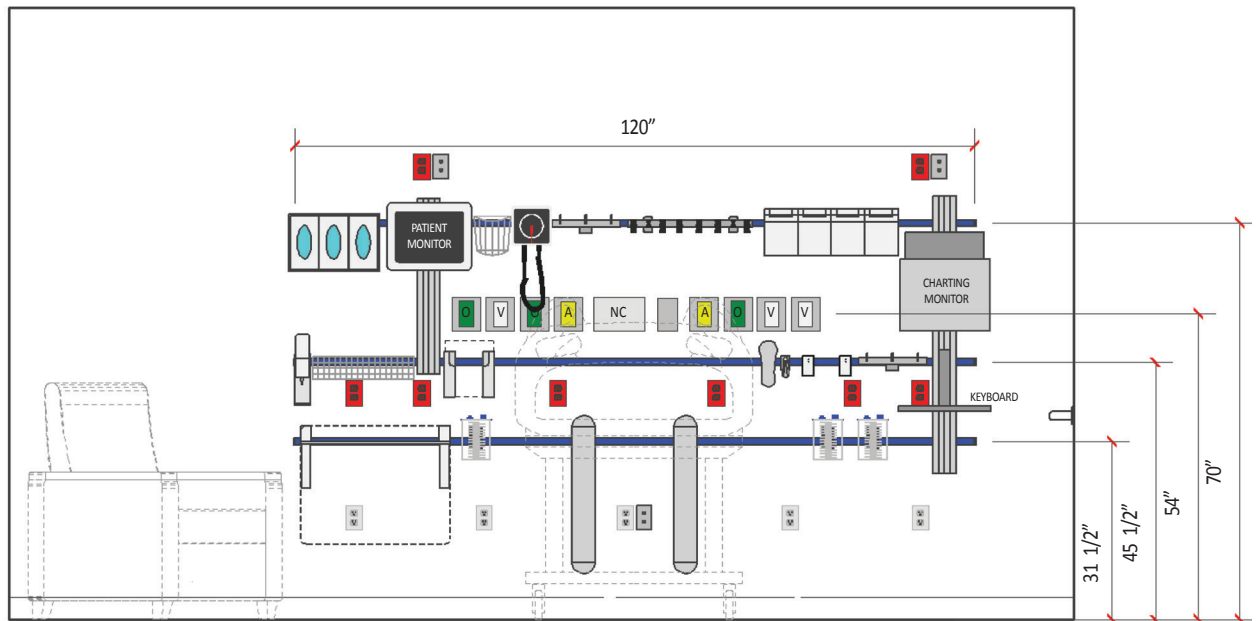 120”
PATIENT
MONITOR
CHARTING
MONITOR
O
V
O
A
NC
A
O
V
V
KEYBOARD
31 1/2”
45 1/2”
54”
70”